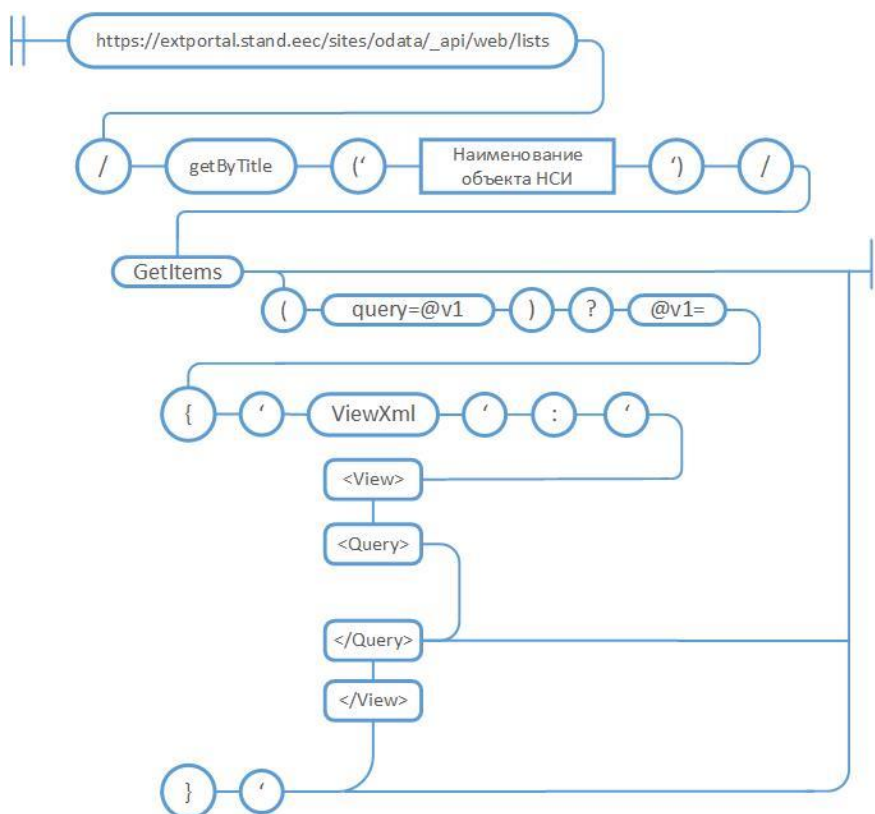 https://extportal.stand.eec/sites/odata/_api/web/lists
/ getByTitle (‘ Наименование объекта НСИ ‘) /
GetItems
( query=@v1 ) ? @v1=
{ ‘ ViewXml ‘ : ‘
<View>
<Query>
</Query>
</View>
} ‘